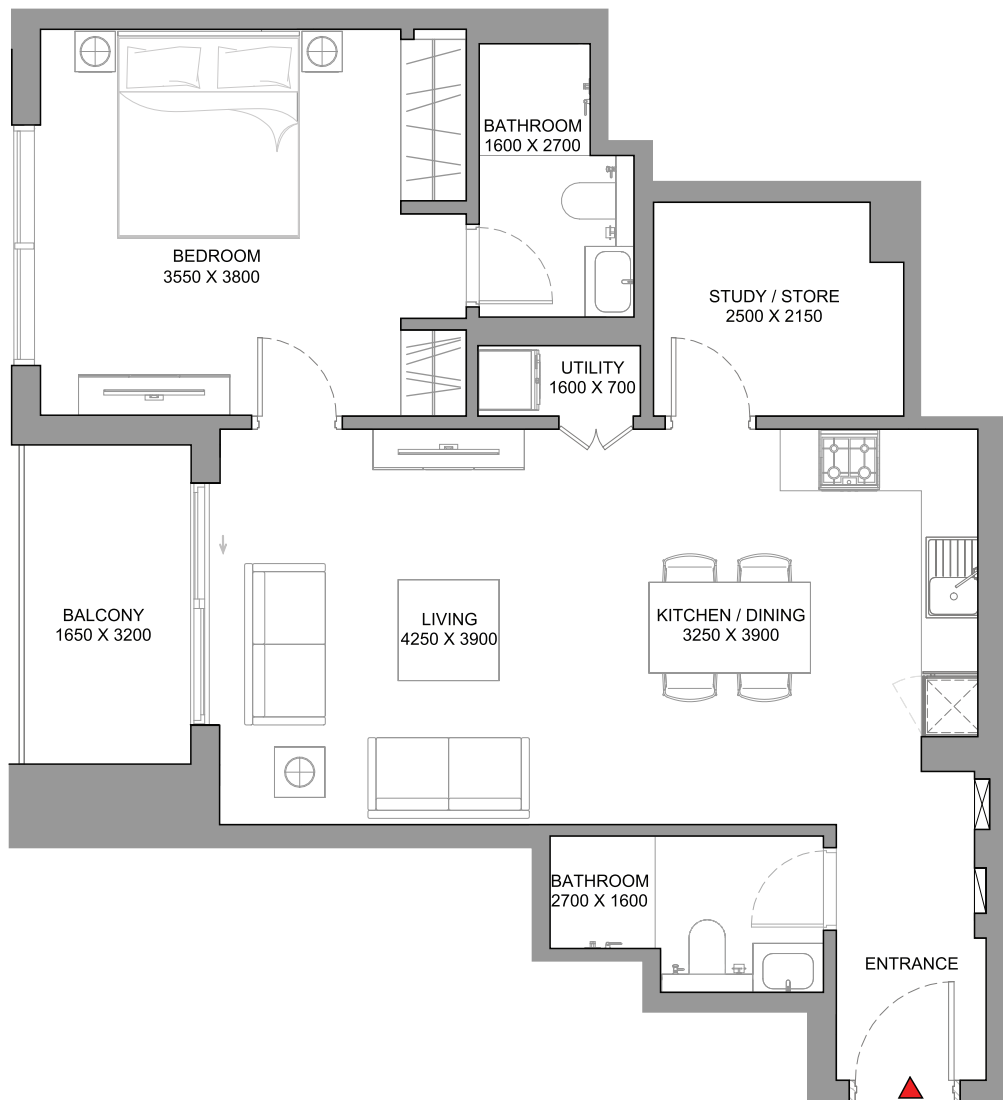 BATHROOM
1600 X 2700
BEDROOM
3550 X 3800
STUDY / STORE
2500 X 2150
UTILITY
1600 X 700
BALCONY
1650 X 3200
LIVING
4250 X 3900
KITCHEN / DINING
3250 X 3900
BATHROOM
2700 X 1600
ENTRANCE